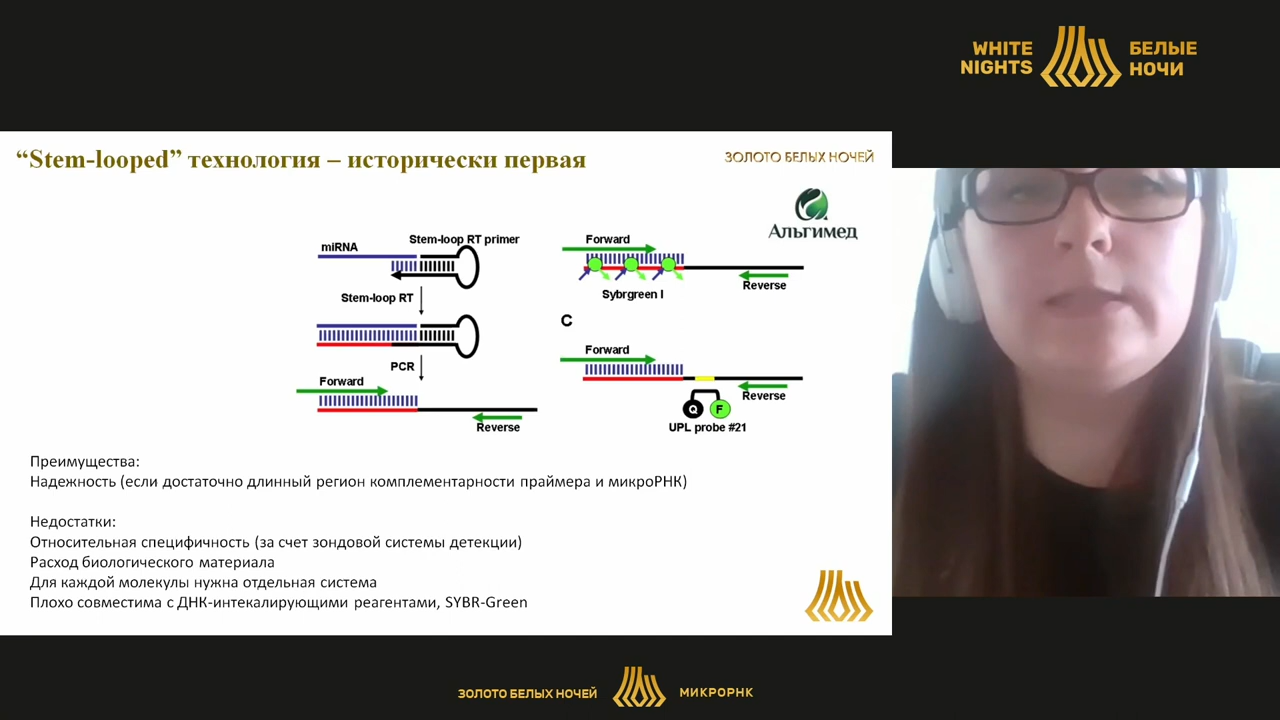 WHITE
NIGHTS
БЕЛЫЕ
НОЧИ
“Stem-looped” технология – исторически первая
ЗОЛОТО БЕЛЫХ НОЧЕЙ
Альгимед
miRNA
Stem-loop RT primer
Stem-loop RT
PCR
Forward
Reverse
Forward
Reverse
Sybrgreen I
C
Forward
Reverse
Q
F
UPL probe #21
Преимущества:
Надежность (если достаточно длинный регион комплементарности праймера и микроРНК)
Недостатки:
Относительная специфичность (за счет зондовой системы детекции)
Расход биологического материала
Для каждой молекулы нужна отдельная система
Плохо совместима с ДНК-интекалирующими реагентами, SYBR-Green
ЗОЛОТО БЕЛЫХ НОЧЕЙ
МИКРОРНК